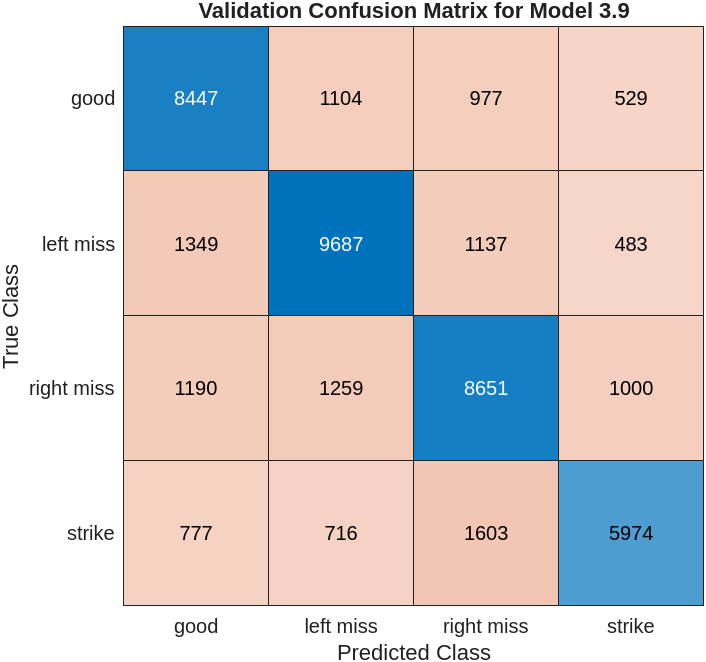 Validation Confusion Matrix for Model 3.9
good 8447 1104 977 529
left miss 1349 9687 1137 483
right miss 1190 1259 8651 1000
strike 777 716 1603 5974
True Class
good left miss right miss strike
Predicted Class